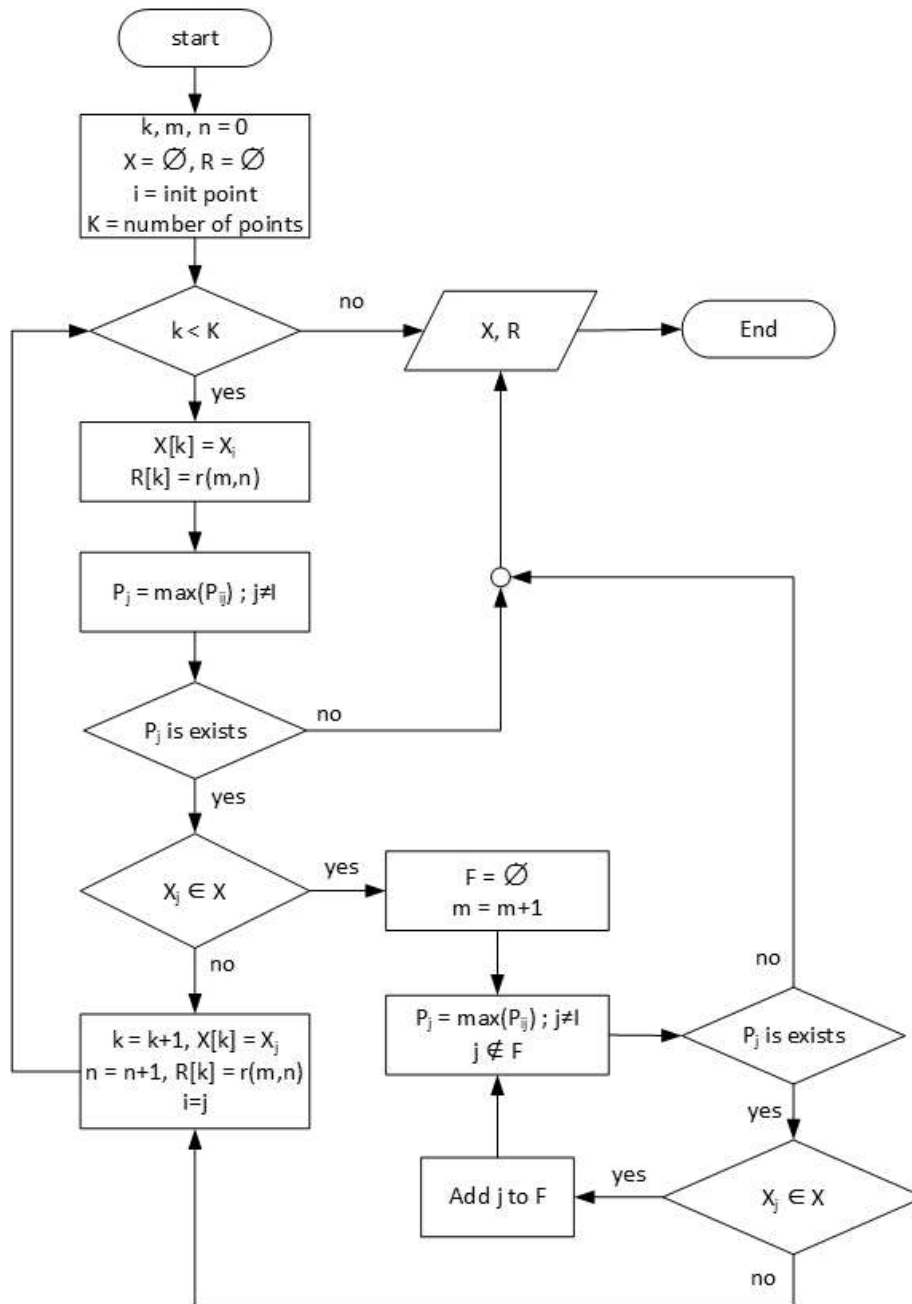 start
k, m, n = 0
X = ∅, R = ∅
i = init point
K = number of points
k < K
no
X, R
End
yes
X[k] = Xᵢ
R[k] = r(m,n)
Pⱼ = max(Pᵢⱼ) ; j≠I
Pⱼ is exists
no
yes
Xⱼ ∈ X
yes
F = ∅
m = m+1
no
k = k+1, X[k] = Xⱼ
n = n+1, R[k] = r(m,n)
i=j
Pⱼ = max(Pᵢⱼ) ; j≠I
j ∉ F
no
Pⱼ is exists
yes
Add j to F
yes
Xⱼ ∈ X
no